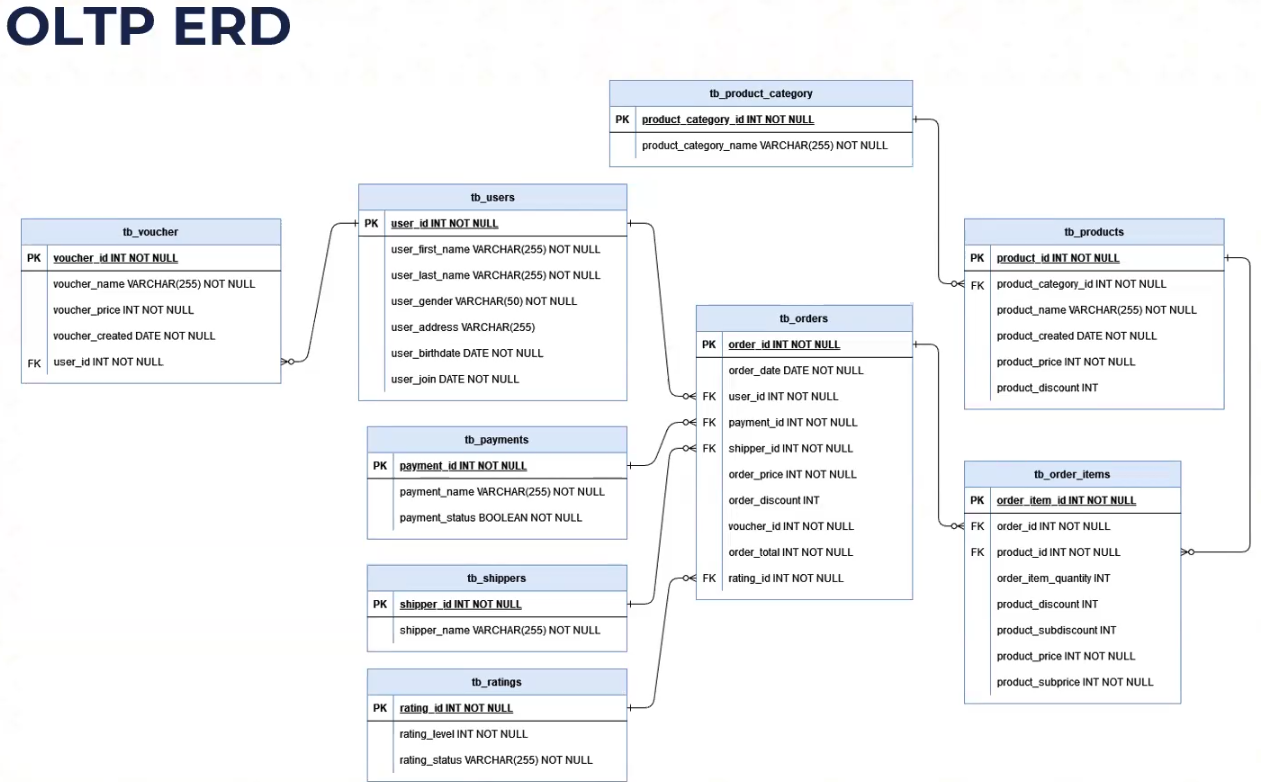 OLTP ERD
tb_product_category
PK product_category_id INT NOT NULL
product_category_name VARCHAR(255) NOT NULL
tb_users
PK user_id INT NOT NULL
user_first_name VARCHAR(255) NOT NULL
user_last_name VARCHAR(255) NOT NULL
user_gender VARCHAR(50) NOT NULL
user_address VARCHAR(255)
user_birthdate DATE NOT NULL
user_join DATE NOT NULL
tb_voucher
PK voucher_id INT NOT NULL
voucher_name VARCHAR(255) NOT NULL
voucher_price INT NOT NULL
voucher_created DATE NOT NULL
FK user_id INT NOT NULL
tb_products
PK product_id INT NOT NULL
FK product_category_id INT NOT NULL
product_name VARCHAR(255) NOT NULL
product_created DATE NOT NULL
product_price INT NOT NULL
product_discount INT
tb_orders
PK order_id INT NOT NULL
order_date DATE NOT NULL
FK user_id INT NOT NULL
FK payment_id INT NOT NULL
FK shipper_id INT NOT NULL
order_price INT NOT NULL
order_discount INT
voucher_id INT NOT NULL
order_total INT NOT NULL
FK rating_id INT NOT NULL
tb_payments
PK payment_id INT NOT NULL
payment_name VARCHAR(255) NOT NULL
payment_status BOOLEAN NOT NULL
tb_order_items
PK order_item_id INT NOT NULL
FK order_id INT NOT NULL
FK product_id INT NOT NULL
order_item_quantity INT
product_discount INT
product_subdiscount INT
product_price INT NOT NULL
product_subprice INT NOT NULL
tb_shippers
PK shipper_id INT NOT NULL
shipper_name VARCHAR(255) NOT NULL
tb_ratings
PK rating_id INT NOT NULL
rating_level INT NOT NULL
rating_status VARCHAR(255) NOT NULL